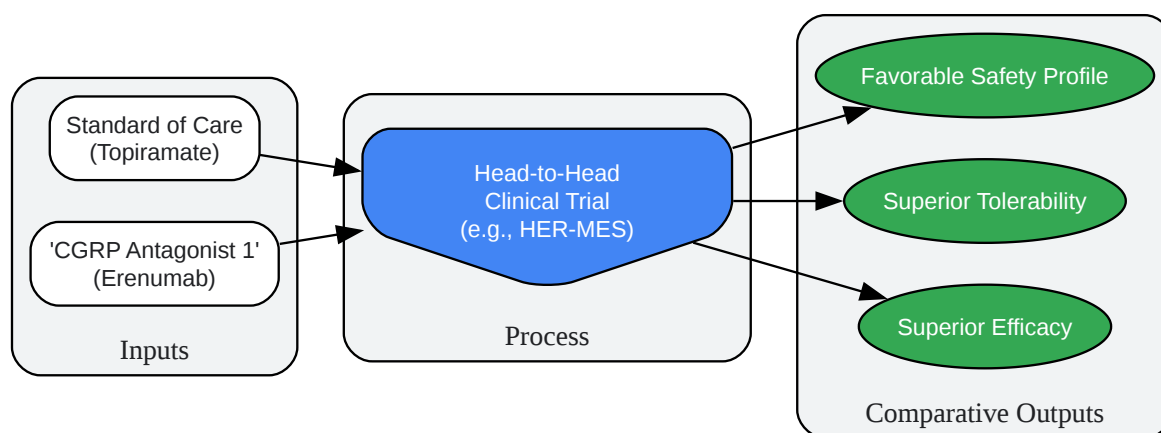 Standard of Care
(Topiramate)
'CGRP Antagonist 1'
(Erenumab)
Inputs
Head-to-Head
Clinical Trial
(e.g., HER-MES)
Process
Favorable Safety Profile
Superior Tolerability
Superior Efficacy
Comparative Outputs